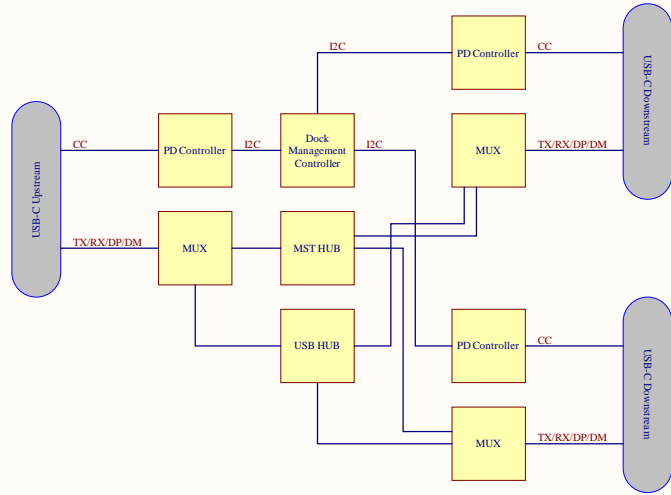 I2C
PD Controller
CC
USB-C Downstream
USB-C Upstream
CC
PD Controller
I2C
Dock
Management
Controller
I2C
MUX
TX/RX/DP/DM
TX/RX/DP/DM
MUX
MST HUB
USB HUB
PD Controller
CC
USB-C Downstream
MUX
TX/RX/DP/DM